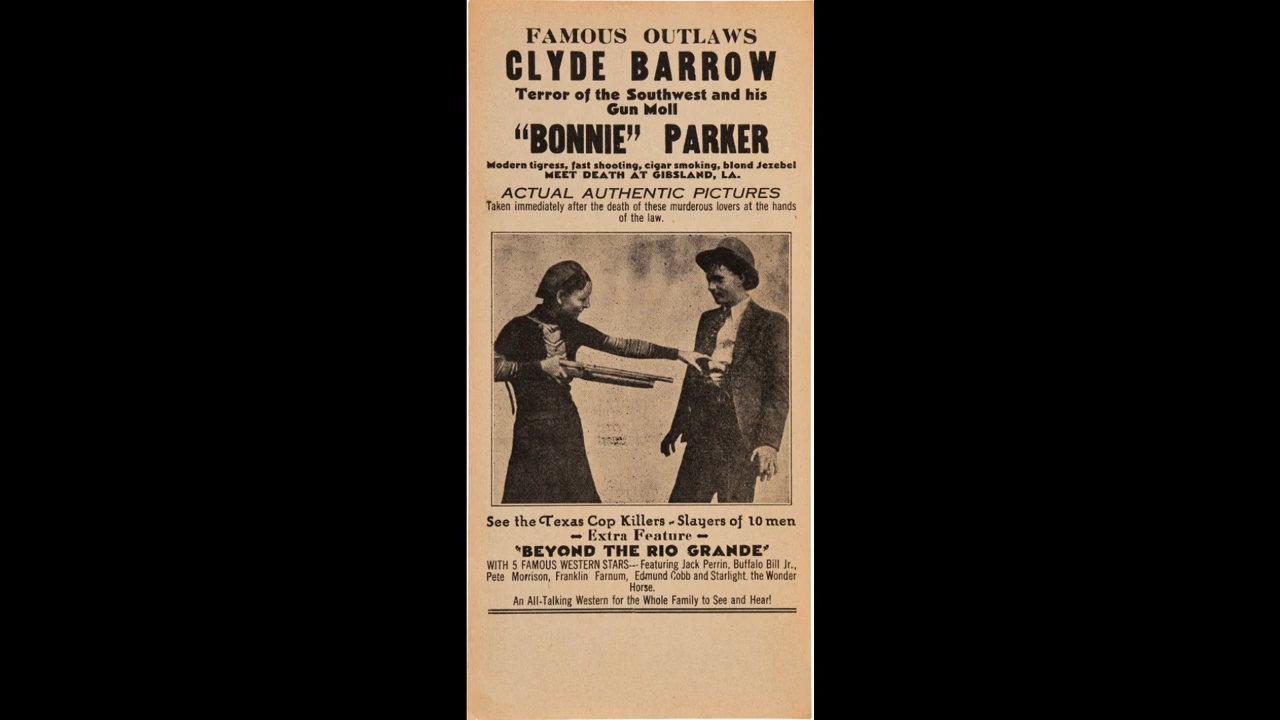 FAMOUS OUTLAWS
CLYDE BARROW
Terror of the Southwest and his
Gun Moll
"BONNIE" PARKER
Modern tigress, fast shooting, cigar smoking, blond Jezebel
MEET DEATH AT GIBSLAND, LA.
ACTUAL AUTHENTIC PICTURES
Taken immediately after the death of these murderous lovers at the hands
of the law.
See the Texas Cop Killers - Slayers of 10 men
- Extra Feature -
"BEYOND THE RIO GRANDE"
WITH 5 FAMOUS WESTERN STARS--- Featuring Jack Perrin, Buffalo Bill Jr.,
Pete Morrison, Franklin Farnum, Edmund Cobb and Starlight, the Wonder
Horse.
An All-Talking Western for the Whole Family to See and Hear!